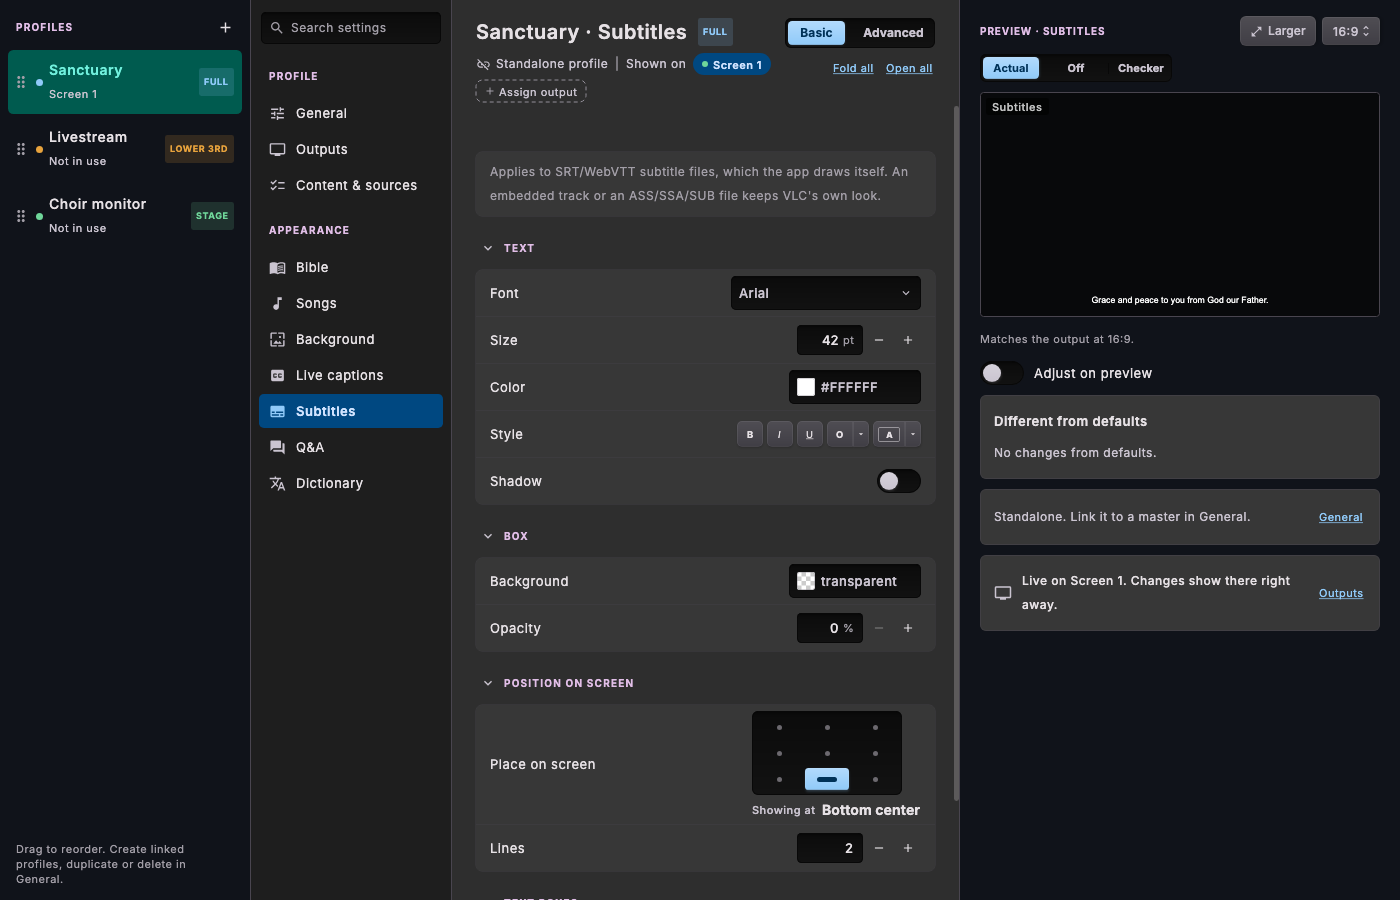 PROFILES
Sanctuary
Screen 1
FULL
Livestream
Not in use
LOWER 3RD
Choir monitor
Not in use
STAGE
Drag to reorder. Create linked
profiles, duplicate or delete in
General.
Search settings
PROFILE
General
Outputs
Content & sources
APPEARANCE
Bible
Songs
Background
Live captions
Subtitles
Q&A
Dictionary
Sanctuary · Subtitles FULL
Basic Advanced
Standalone profile | Shown on Screen 1
Fold all Open all
+ Assign output
Applies to SRT/WebVTT subtitle files, which the app draws itself. An
embedded track or an ASS/SSA/SUB file keeps VLC's own look.
TEXT
Font Arial
Size 42 pt − +
Color #FFFFFF
Style B I U O A
Shadow
BOX
Background transparent
Opacity 0 % − +
POSITION ON SCREEN
Place on screen
Showing at Bottom center
Lines 2 − +
PREVIEW · SUBTITLES
Larger 16:9
Actual Off Checker
Subtitles
Grace and peace to you from God our Father.
Matches the output at 16:9.
Adjust on preview
Different from defaults
No changes from defaults.
Standalone. Link it to a master in General. General
Live on Screen 1. Changes show there right
away.
Outputs